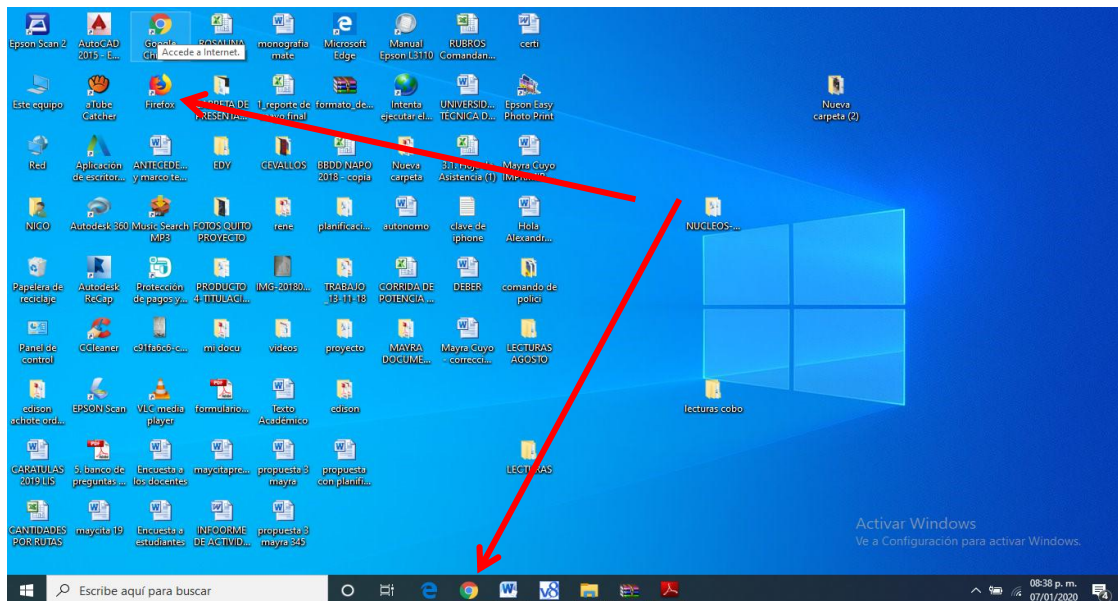 Epson Scan 2
AutoCAD
2015 - E...
Google
Accede a Internet.
ROSALINA
monografia
mate
Microsoft
Edge
Manual
Epson L3110
RUBROS
Comandan...
certi
Este equipo
aTube
Catcher
Firefox
1_reporte de
formato_de...
Intenta
ejecutar el...
UNIVERSID...
TECNICA D...
Epson Easy
Photo Print
Nueva
carpeta (2)
Red
Aplicación
de escritor...
ANTECEDE...
y marco te...
EDY
CEVALLOS
BBDD NAPO
2018 - copia
Nueva
carpeta
Asistencia (1)
Mayra Cuyo
NICO
Autodesk 360
Music Search
MP3
FOTOS QUITO
PROYECTO
rene
planificaci...
autonomo
clave de
iphone
Hola
Alexandr...
NUCLEOS-...
Papelera de
reciclaje
Autodesk
ReCap
Protección
de pagos y...
PRODUCTO
4-TITULACI...
IMG-20180...
TRABAJO
_13-11-18
CORRIDA DE
POTENCIA ...
DEBER
comando de
polici
Panel de
control
CCleaner
c91fa6c6-c...
mi docu
videos
proyecto
MAYRA
DOCUME...
Mayra Cuyo
- correcci...
LECTURAS
AGOSTO
edison
achote ord...
EPSON Scan
VLC media
player
formulario...
Texto
Académico
edison
lecturas cobo
CARATULAS
2019 LIS
5. banco de
preguntas ...
Encuesta a
los docentes
maycitapre...
propuesta 3
mayra
propuesta
con planifi...
LECTURAS
CANTIDADES
POR RUTAS
maycita 19
Encuesta a
estudiantes
INFOORME
DE ACTIVID...
propuesta 3
mayra 345
Activar Windows
Ve a Configuración para activar Windows.
Escribe aquí para buscar
08:38 p. m.
07/01/2020
4